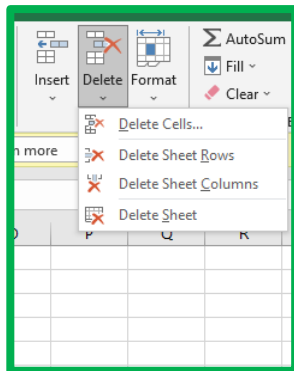 Insert Delete Format
AutoSum
Fill
Clear
Delete Cells...
n more
Delete Sheet Rows
Delete Sheet Columns
Delete Sheet
P Q R